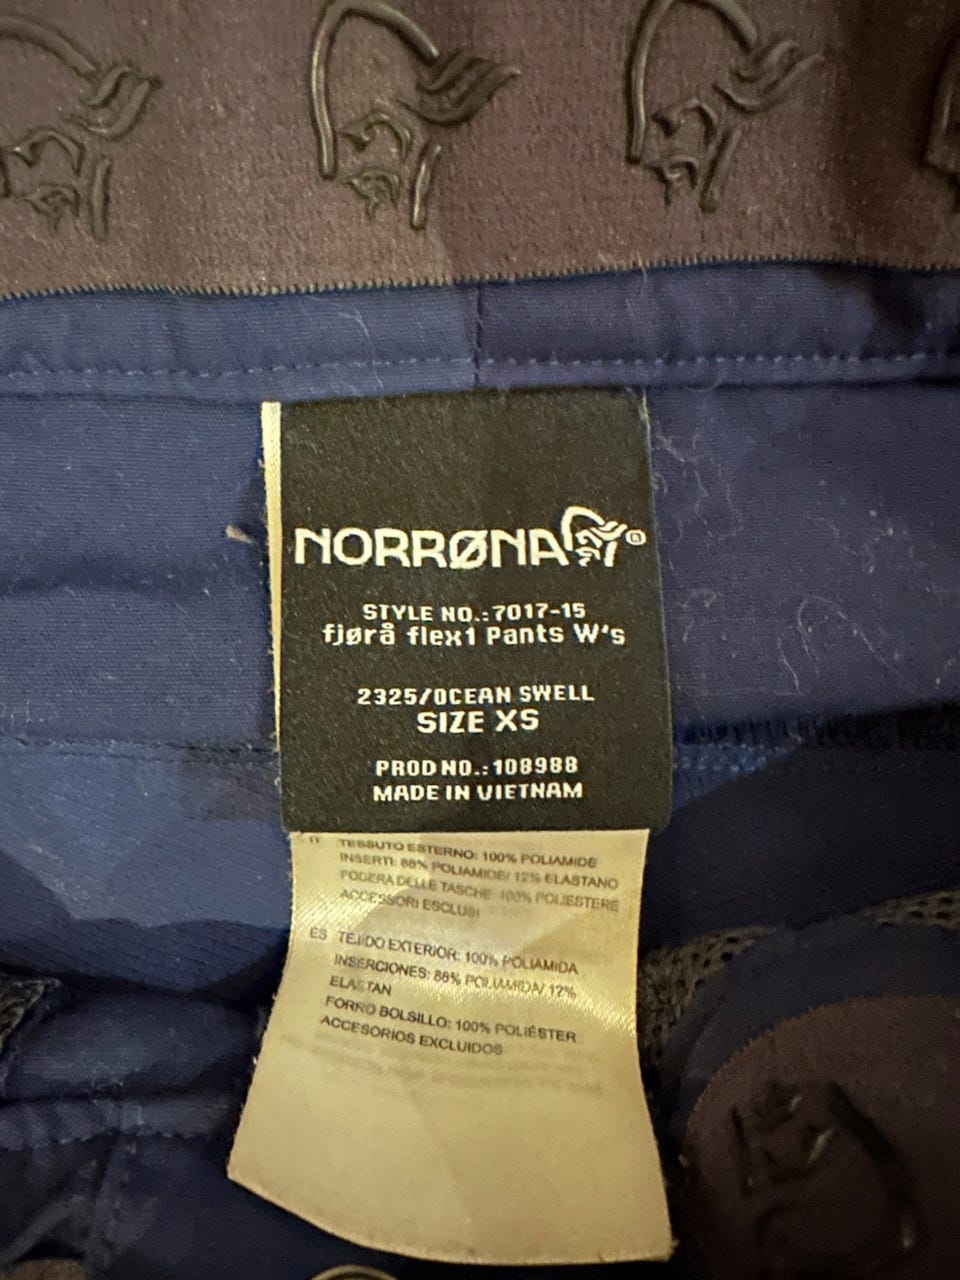 NORRØNA®
STYLE NO.:7017-15
fjørå flex1 Pants W's
2325/OCEAN SWELL
SIZE XS
PROD NO.:108988
MADE IN VIETNAM
TESSUTO ESTERNO: 100% POLIAMIDE
INSERTI: 88% POLIAMIDE/ 12% ELASTANO
FODERA DELLE TASCHE: 100% POLIESTERE
ACCESSORI ESCLUSI
ES TEJIDO EXTERIOR: 100% POLIAMIDA
INSERCIONES: 88% POLIAMIDA/ 12%
ELASTAN
FORRO BOLSILLO: 100% POLIÉSTER
ACCESORIOS EXCLUIDOS